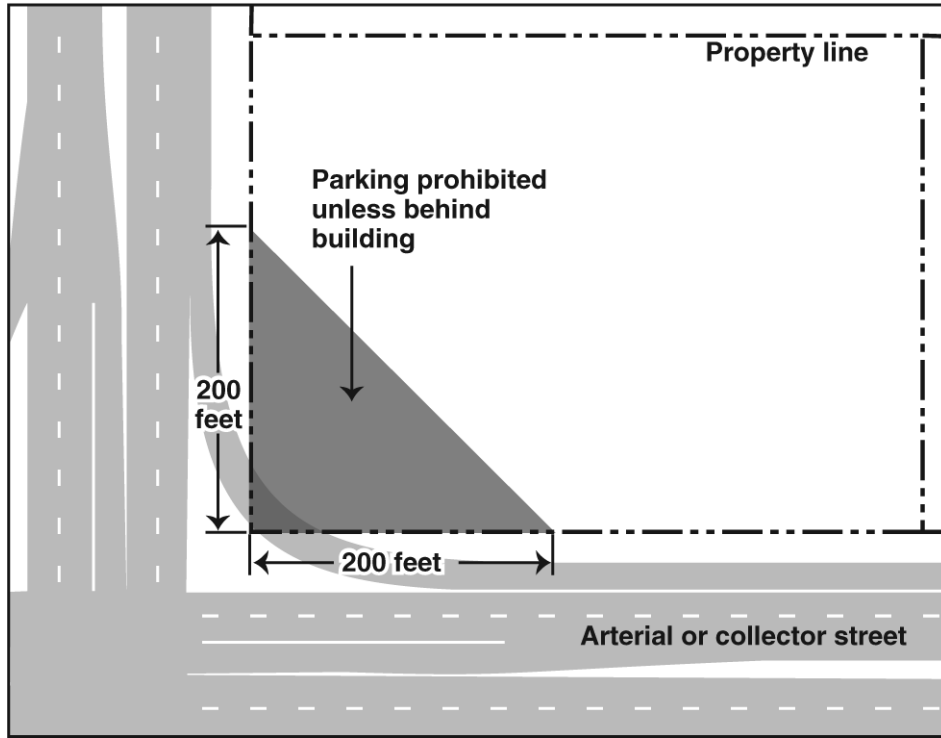 Property line
Parking prohibited
unless behind
building
200
feet
200 feet
Arterial or collector street